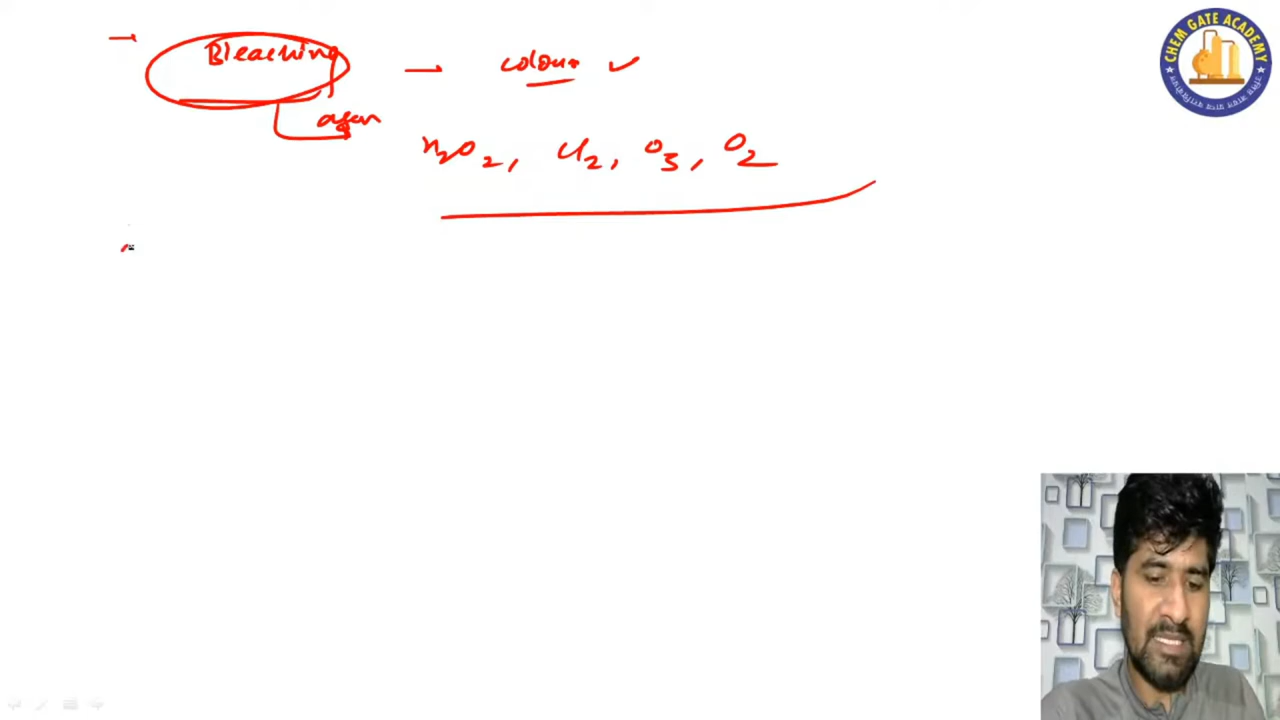 → Bleaching → colour ✓
agen
H2O2, Cl2, O3, O2
CHEM GATE ACADEMY